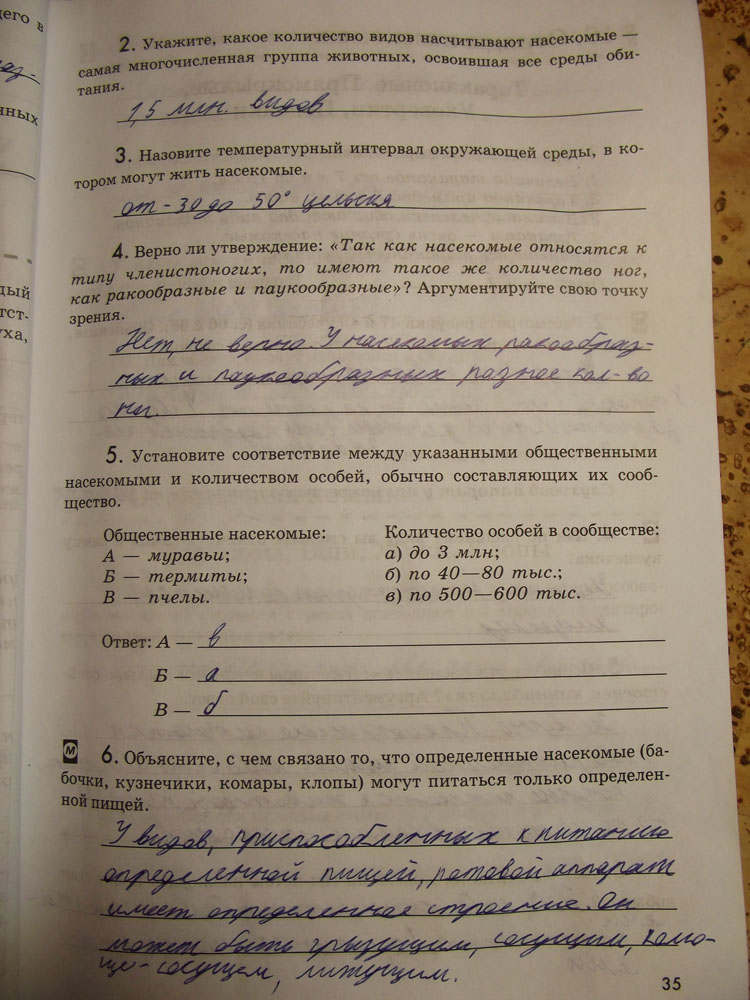 2. Укажите, какое количество видов насчитывают насекомые —
самая многочисленная группа животных, освоившая все среды оби-
тания.
1,5 млн. видов
3. Назовите температурный интервал окружающей среды, в ко-
тором могут жить насекомые.
от -30 до 50° цельсия
4. Верно ли утверждение: «Так как насекомые относятся к
типу членистоногих, то имеют такое же количество ног,
как ракообразные и паукообразные»? Аргументируйте свою точку
зрения.
Нет, не верно. У насекомых ракообраз-
ных и паукообразных разное кол-во
5. Установите соответствие между указанными общественными
насекомыми и количеством особей, обычно составляющих их сооб-
щество.
Общественные насекомые:
А — муравьи;
Б — термиты;
В — пчелы.
Количество особей в сообществе:
а) до 3 млн;
б) по 40—80 тыс.;
в) по 500—600 тыс.
Ответ: А — в
Б — а
В — б
м 6. Объясните, с чем связано то, что определенные насекомые (ба-
бочки, кузнечики, комары, клопы) могут питаться только определен-
ной пищей.
У видов, приспособленных к питанию
определенной пищей, ротовой аппарат
имеет определенное строение. Он
может быть грызущим, сосущим, колю-
ще-сосущем, лижущим.
35